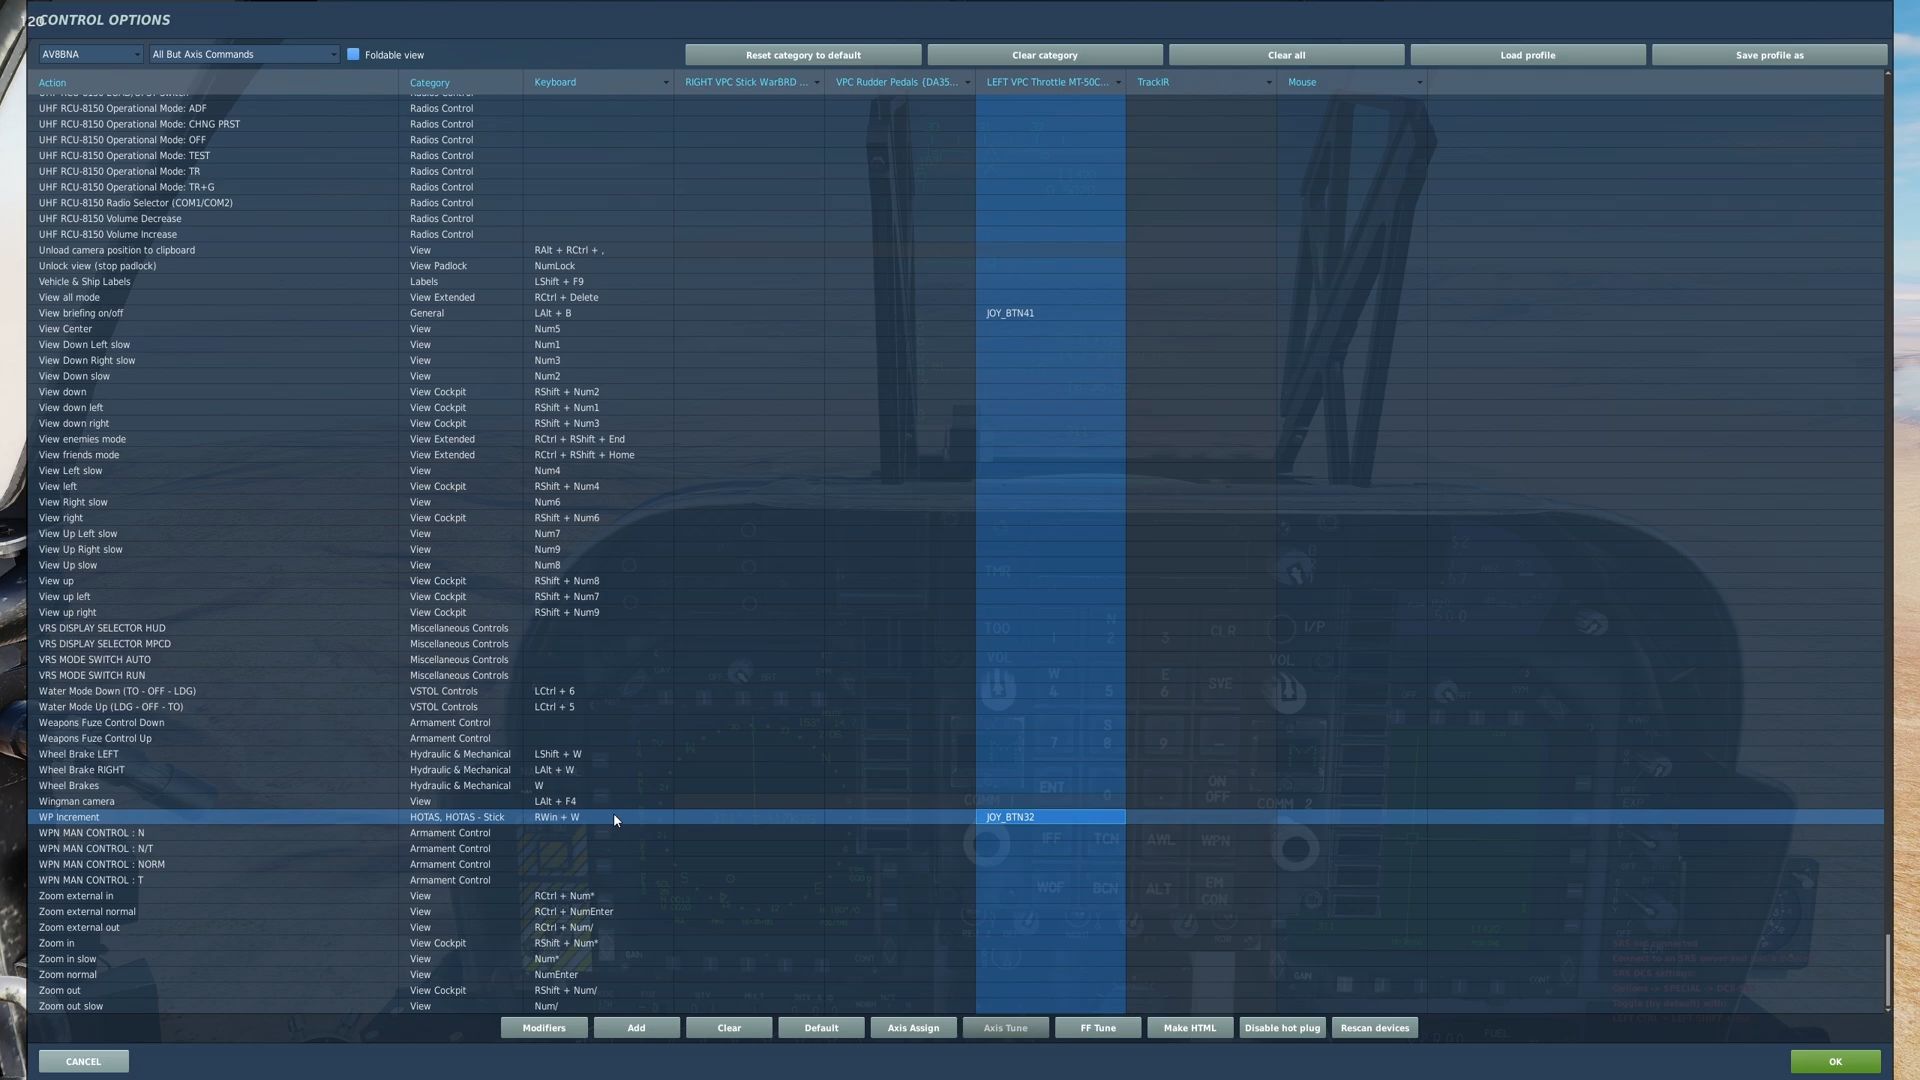 CONTROL OPTIONS
AV8BNA All But Axis Commands Foldable view Reset category to default Clear category Clear all Load profile Save profile as
Action Category Keyboard RIGHT VPC Stick WarBRD ... VPC Rudder Pedals {DA35... LEFT VPC Throttle MT-50C... TrackIR Mouse
UHF RCU-8150 Operational Mode: ADF Radios Control
UHF RCU-8150 Operational Mode: CHNG PRST Radios Control
UHF RCU-8150 Operational Mode: OFF Radios Control
UHF RCU-8150 Operational Mode: TEST Radios Control
UHF RCU-8150 Operational Mode: TR Radios Control
UHF RCU-8150 Operational Mode: TR+G Radios Control
UHF RCU-8150 Radio Selector (COM1/COM2) Radios Control
UHF RCU-8150 Volume Decrease Radios Control
UHF RCU-8150 Volume Increase Radios Control
Unload camera position to clipboard View RAlt + RCtrl + ,
Unlock view (stop padlock) View Padlock NumLock
Vehicle & Ship Labels Labels LShift + F9
View all mode View Extended RCtrl + Delete
View briefing on/off General LAlt + B JOY_BTN41
View Center View Num5
View Down Left slow View Num1
View Down Right slow View Num3
View Down slow View Num2
View down View Cockpit RShift + Num2
View down left View Cockpit RShift + Num1
View down right View Cockpit RShift + Num3
View enemies mode View Extended RCtrl + RShift + End
View friends mode View Extended RCtrl + RShift + Home
View Left slow View Num4
View left View Cockpit RShift + Num4
View Right slow View Num6
View right View Cockpit RShift + Num6
View Up Left slow View Num7
View Up Right slow View Num9
View Up slow View Num8
View up View Cockpit RShift + Num8
View up left View Cockpit RShift + Num7
View up right View Cockpit RShift + Num9
VRS DISPLAY SELECTOR HUD Miscellaneous Controls
VRS DISPLAY SELECTOR MPCD Miscellaneous Controls
VRS MODE SWITCH AUTO Miscellaneous Controls
VRS MODE SWITCH RUN Miscellaneous Controls
Water Mode Down (TO - OFF - LDG) VSTOL Controls LCtrl + 6
Water Mode Up (LDG - OFF - TO) VSTOL Controls LCtrl + 5
Weapons Fuze Control Down Armament Control
Weapons Fuze Control Up Armament Control
Wheel Brake LEFT Hydraulic & Mechanical LShift + W
Wheel Brake RIGHT Hydraulic & Mechanical LAlt + W
Wheel Brakes Hydraulic & Mechanical W
Wingman camera View LAlt + F4
WP Increment HOTAS, HOTAS - Stick RWin + W JOY_BTN32
WPN MAN CONTROL : N Armament Control
WPN MAN CONTROL : N/T Armament Control
WPN MAN CONTROL : NORM Armament Control
WPN MAN CONTROL : T Armament Control
Zoom external in View RCtrl + Num*
Zoom external normal View RCtrl + NumEnter
Zoom external out View RCtrl + Num/
Zoom in View Cockpit RShift + Num*
Zoom in slow View Num*
Zoom normal View NumEnter
Zoom out View Cockpit RShift + Num/
Zoom out slow View Num/
Modifiers Add Clear Default Axis Assign Axis Tune FF Tune Make HTML Disable hot plug Rescan devices
CANCEL OK